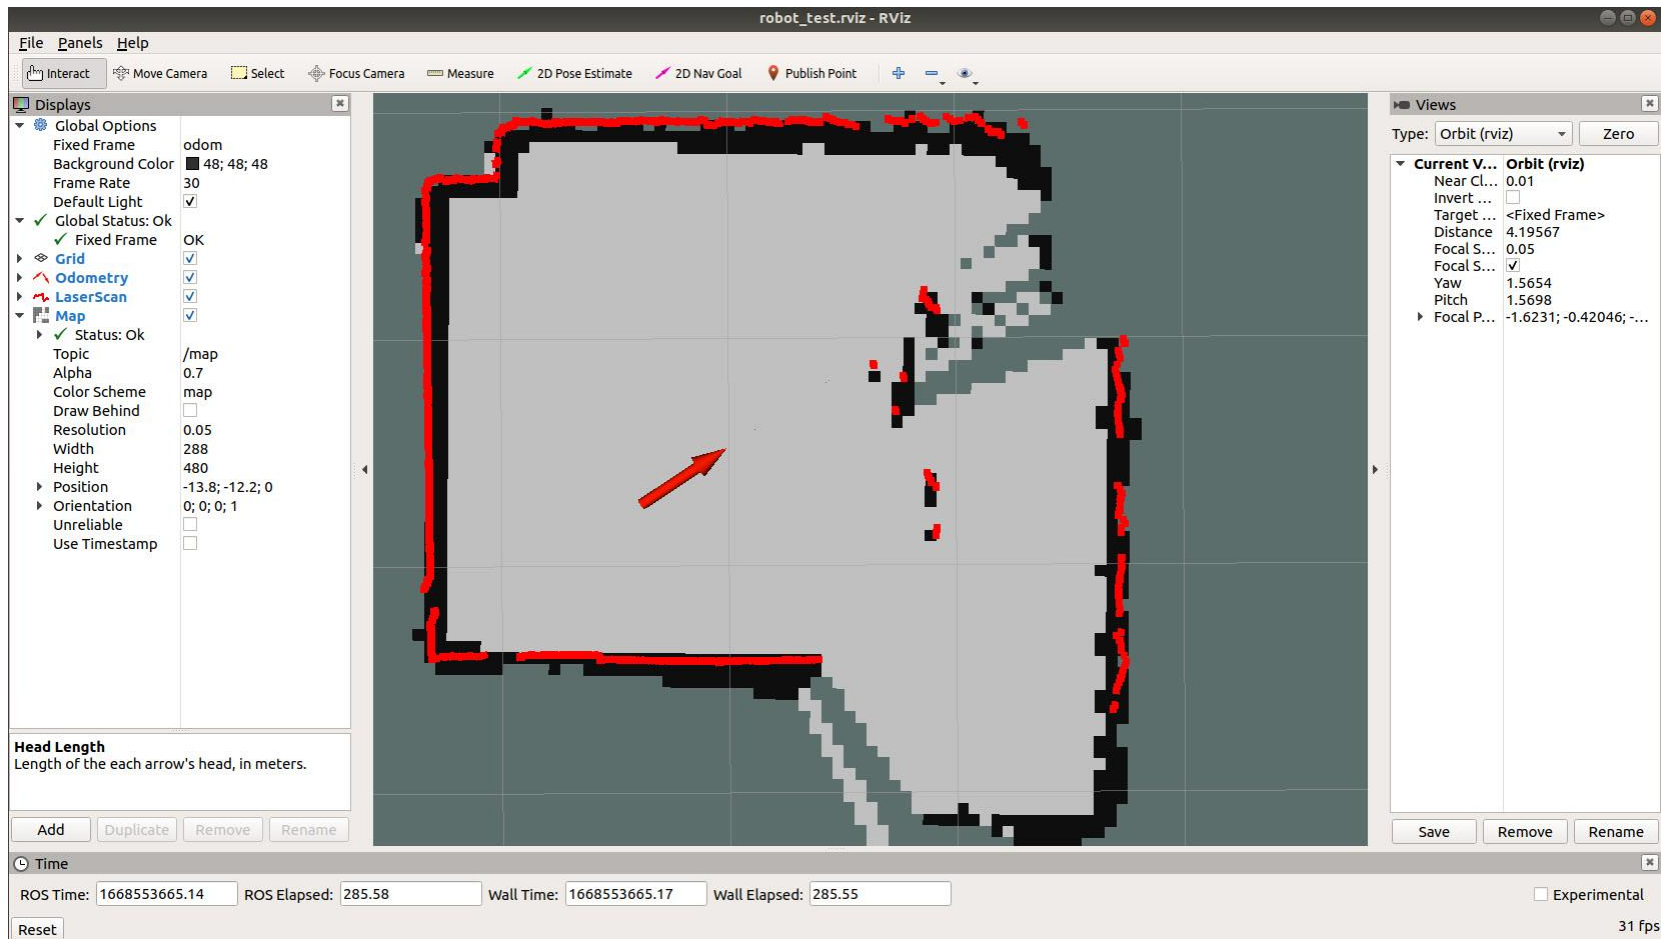 robot_test.rviz - RViz
File Panels Help
Interact Move Camera Select Focus Camera Measure 2D Pose Estimate 2D Nav Goal Publish Point
Displays
Global Options
Fixed Frame odom
Background Color 48; 48; 48
Frame Rate 30
Default Light
Global Status: Ok
Fixed Frame OK
Grid
Odometry
LaserScan
Map
Status: Ok
Topic /map
Alpha 0.7
Color Scheme map
Draw Behind
Resolution 0.05
Width 288
Height 480
Position -13.8; -12.2; 0
Orientation 0; 0; 0; 1
Unreliable
Use Timestamp
Head Length
Length of the each arrow's head, in meters.
Add Duplicate Remove Rename
Views
Type: Orbit (rviz) Zero
Current V... Orbit (rviz)
Near Cl... 0.01
Invert ...
Target ... <Fixed Frame>
Distance 4.19567
Focal S... 0.05
Focal S...
Yaw 1.5654
Pitch 1.5698
Focal P... -1.6231; -0.42046; -...
Save Remove Rename
Time
ROS Time: 1668553665.14 ROS Elapsed: 285.58 Wall Time: 1668553665.17 Wall Elapsed: 285.55 Experimental
Reset 31 fps